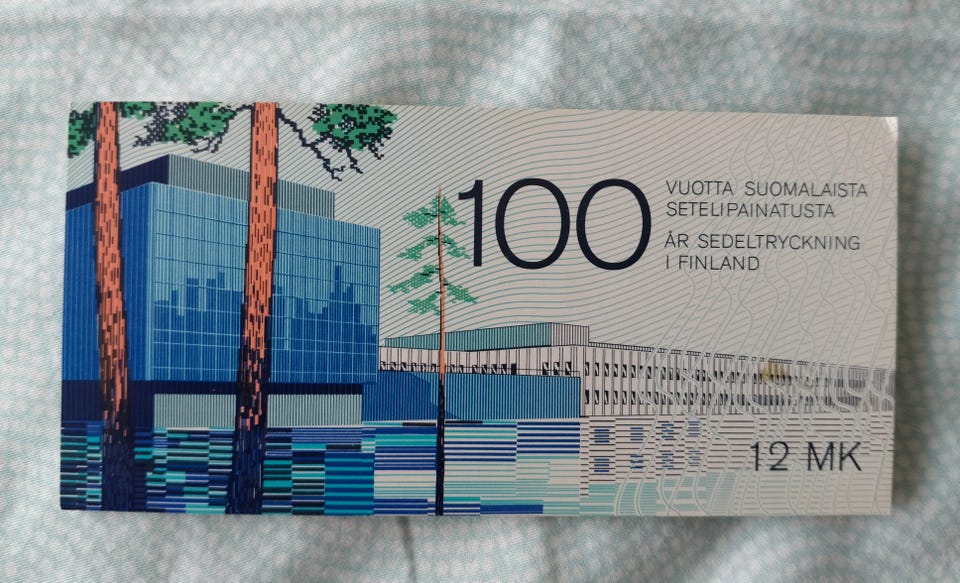 100
VUOTTA SUOMALAISTA
SETELIPAINATUSTA
ÅR SEDELTRYCKNING
I FINLAND
12 MK